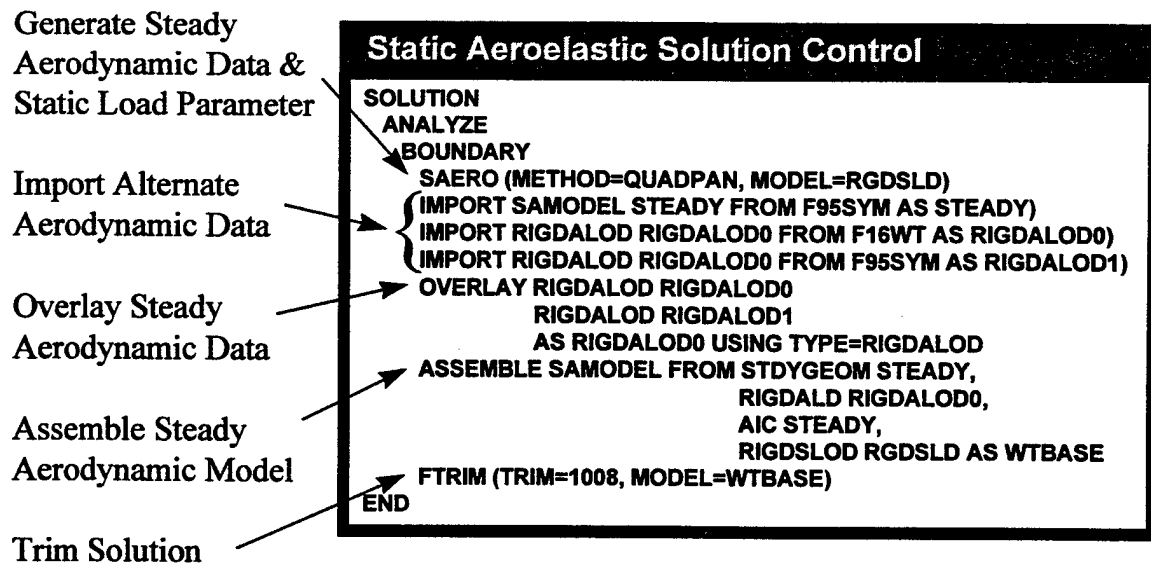 Generate Steady
Aerodynamic Data &
Static Load Parameter
Import Alternate
Aerodynamic Data
Overlay Steady
Aerodynamic Data
Assemble Steady
Aerodynamic Model
Trim Solution
Static Aeroelastic Solution Control
SOLUTION
ANALYZE
BOUNDARY
SAERO (METHOD=QUADPAN, MODEL=RGDSLD)
IMPORT SAMODEL STEADY FROM F95SYM AS STEADY)
IMPORT RIGDALOD RIGDALOD0 FROM F16WT AS RIGDALOD0)
IMPORT RIGDALOD RIGDALOD0 FROM F95SYM AS RIGDALOD1)
OVERLAY RIGDALOD RIGDALOD0
RIGDALOD RIGDALOD1
AS RIGDALOD0 USING TYPE=RIGDALOD
ASSEMBLE SAMODEL FROM STDYGEOM STEADY,
RIGDALD RIGDALOD0,
AIC STEADY,
RIGDSLOD RGDSLD AS WTBASE
FTRIM (TRIM=1008, MODEL=WTBASE)
END